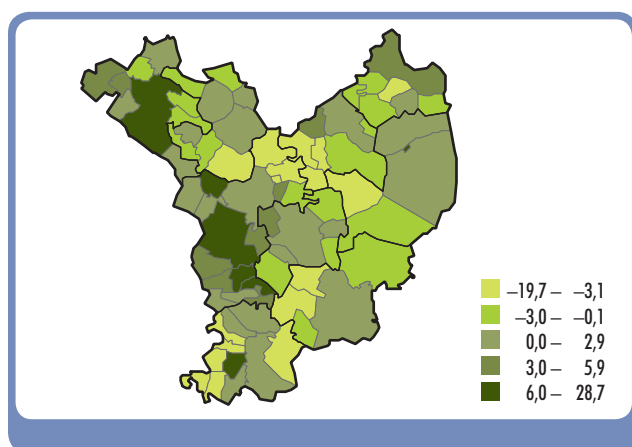 –19,7 – –3,1
–3,0 – –0,1
0,0 – 2,9
3,0 – 5,9
6,0 – 28,7